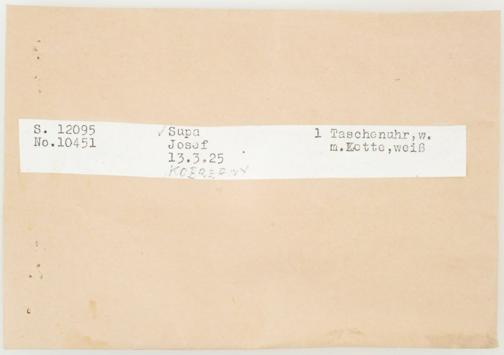 S. 12095
No.10451
Supa
Josef
13.3.25
1 Taschenuhr,w.
m.Kette,weiß